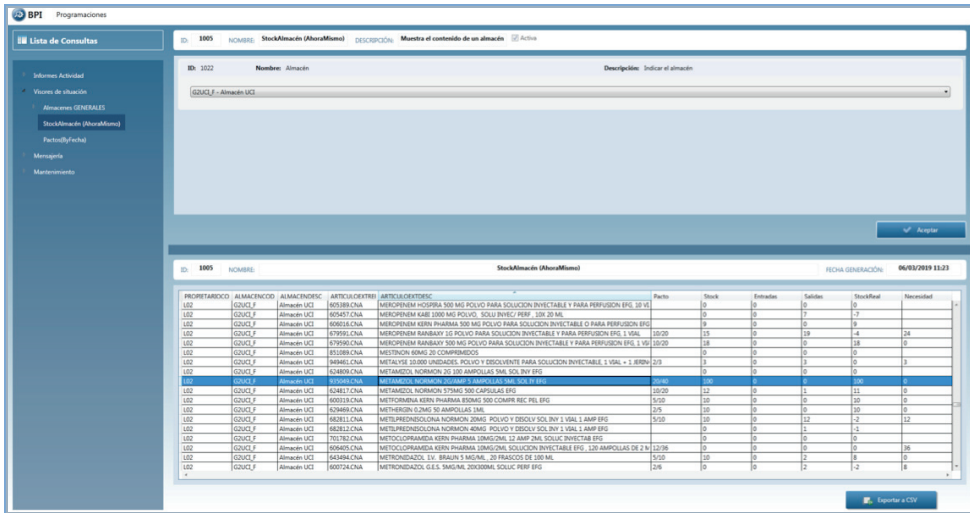 BPI Programaciones
Lista de Consultas
Informes Actividad
Visores de situación
Almacenes GENERALES
StockAlmacén (AhoraMismo)
Pactos(ByFecha)
Mensajería
Mantenimiento
ID: 1005 NOMBRE: StockAlmacén (AhoraMismo) DESCRIPCIÓN: Muestra el contenido de un almacén Activa
ID: 1022 Nombre: Almacén Descripción: Indicar el almacén
G2UCI_F - Almacén UCI
Aceptar
ID: 1005 NOMBRE: StockAlmacén (AhoraMismo) FECHA GENERACIÓN: 06/03/2019 11:23
PROPIETARIOCO ALMACENCOD ALMACENDESC ARTICULOEXTREF ARTICULOEXTDESC Pacto Stock Entradas Salidas StockReal Necesidad
L02 G2UCI_F Almacén UCI 605389.CNA MEROPENEM HOSPIRA 500 MG POLVO PARA SOLUCION INYECTABLE Y PARA PERFUSION EFG, 10 VI 0 0 0 0
L02 G2UCI_F Almacén UCI 605457.CNA MEROPENEM KABI 1000 MG POLVO, SOLU INYEC/ PERF , 10X 20 ML 0 0 7 -7
L02 G2UCI_F Almacén UCI 606016.CNA MEROPENEM KERN PHARMA 500 MG POLVO PARA SOLUCION INYECTABLE O PARA PERFUSION EFG 9 0 0 9
L02 G2UCI_F Almacén UCI 679591.CNA MEROPENEM RANBAXY 1G POLVO PARA SOLUCION INYECTABLE Y PARA PERFUSION EFG, 1 VIAL 10/20 15 0 19 -4 24
L02 G2UCI_F Almacén UCI 679590.CNA MEROPENEM RANBAXY 500 MG POLVO PARA SOLUCION INYECTABLE Y PARA PERFUSION EFG, 1 VI 10/20 18 0 0 18 0
L02 G2UCI_F Almacén UCI 851089.CNA MESTINON 60MG 20 COMPRIMIDOS 0 0 0 0
L02 G2UCI_F Almacén UCI 949461.CNA METALYSE 10.000 UNIDADES, POLVO Y DISOLVENTE PARA SOLUCION INYECTABLE, 1 VIAL + 1 JERIN 2/3 3 0 3 0 3
L02 G2UCI_F Almacén UCI 624809.CNA METAMIZOL NORMON 2G 100 AMPOLLAS 5ML SOL INY EFG 0 0 0 0
L02 G2UCI_F Almacén UCI 935049.CNA METAMIZOL NORMON 2G/AMP 5 AMPOLLAS 5ML SOL IY EFG 20/40 100 0 0 100 0
L02 G2UCI_F Almacén UCI 624817.CNA METAMIZOL NORMON 575MG 500 CAPSULAS EFG 10/20 12 0 1 11 0
L02 G2UCI_F Almacén UCI 600319.CNA METFORMINA KERN PHARMA 850MG 500 COMPR REC PEL EFG 5/10 10 0 0 10 0
L02 G2UCI_F Almacén UCI 629469.CNA METHERGIN 0.2MG 50 AMPOLLAS 1ML 2/5 10 0 0 10 0
L02 G2UCI_F Almacén UCI 682811.CNA METILPREDNISOLONA NORMON 20MG POLVO Y DISOLV SOL INY 1 VIAL 1 AMP EFG 5/10 10 0 12 -2 12
L02 G2UCI_F Almacén UCI 682812.CNA METILPREDNISOLONA NORMON 40MG POLVO Y DISOLV SOL INY 1 VIAL 1 AMP EFG 0 0 1 -1
L02 G2UCI_F Almacén UCI 701782.CNA METOCLOPRAMIDA KERN PHARMA 10MG/2ML 12 AMP 2ML SOLUC INYECTAB EFG 0 0 0 0
L02 G2UCI_F Almacén UCI 606405.CNA METOCLOPRAMIDA KERN PHARMA 10MG/2ML SOLUCION INYECTABLE EFG , 120 AMPOLLAS DE 2 M 12/36 0 0 0 0 36
L02 G2UCI_F Almacén UCI 643494.CNA METRONIDAZOL I.V. BRAUN 5 MG/ML , 20 FRASCOS DE 100 ML 5/10 10 0 2 8 0
L02 G2UCI_F Almacén UCI 600724.CNA METRONIDAZOL G.E.S. 5MG/ML 20X300ML SOLUC PERF EFG 2/6 0 0 2 -2 8
Exportar a CSV